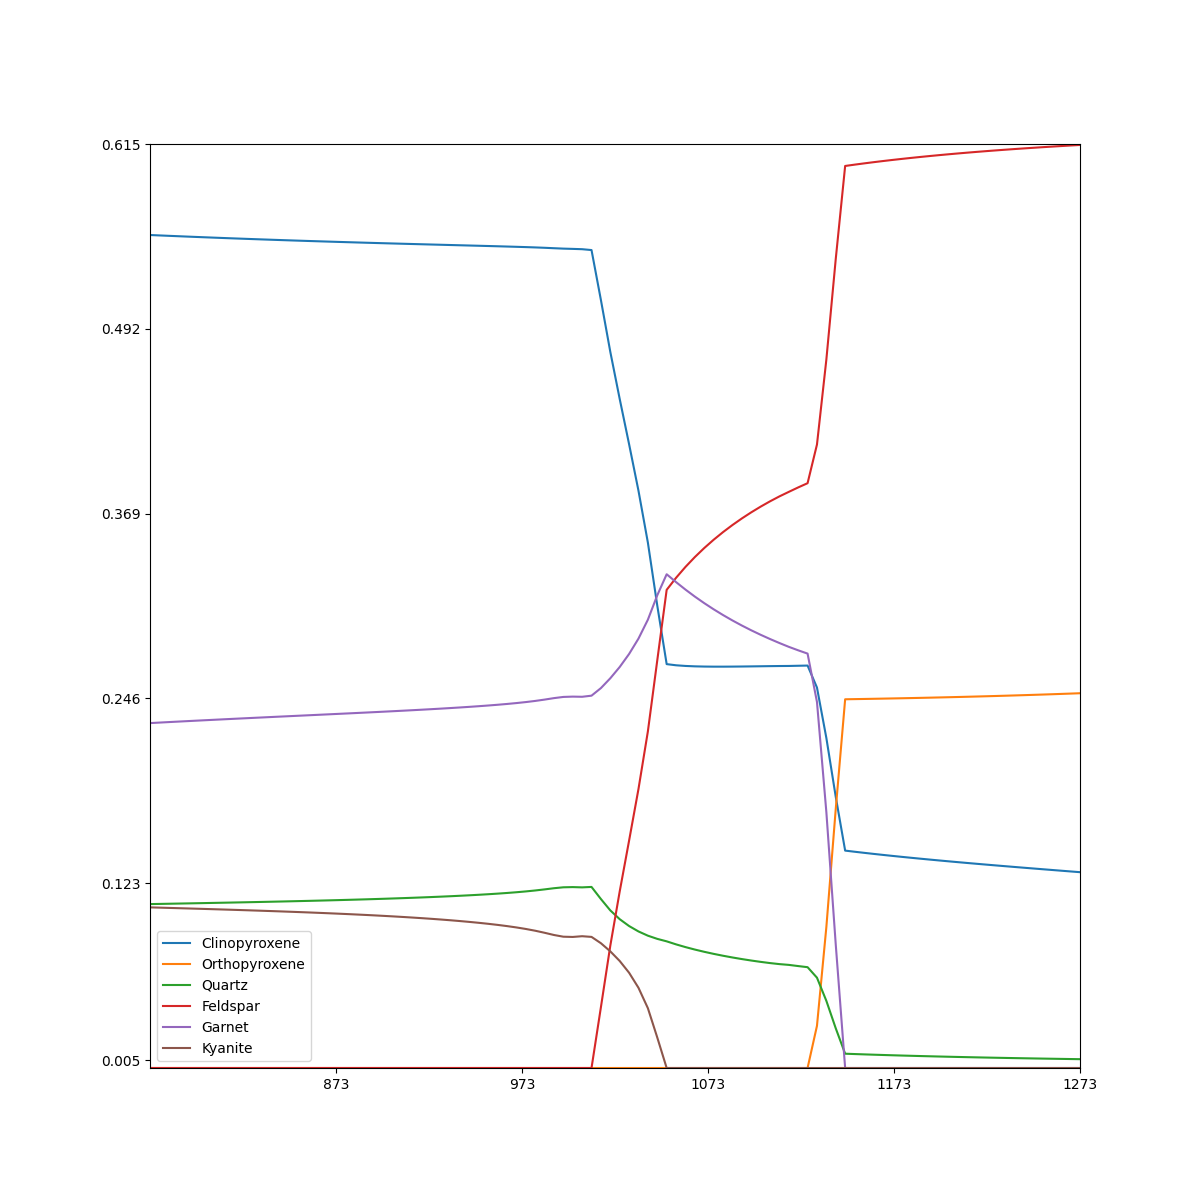 0.615
0.492
0.369
0.246
0.123
0.005
Clinopyroxene
Orthopyroxene
Quartz
Feldspar
Garnet
Kyanite
873 973 1073 1173 1273